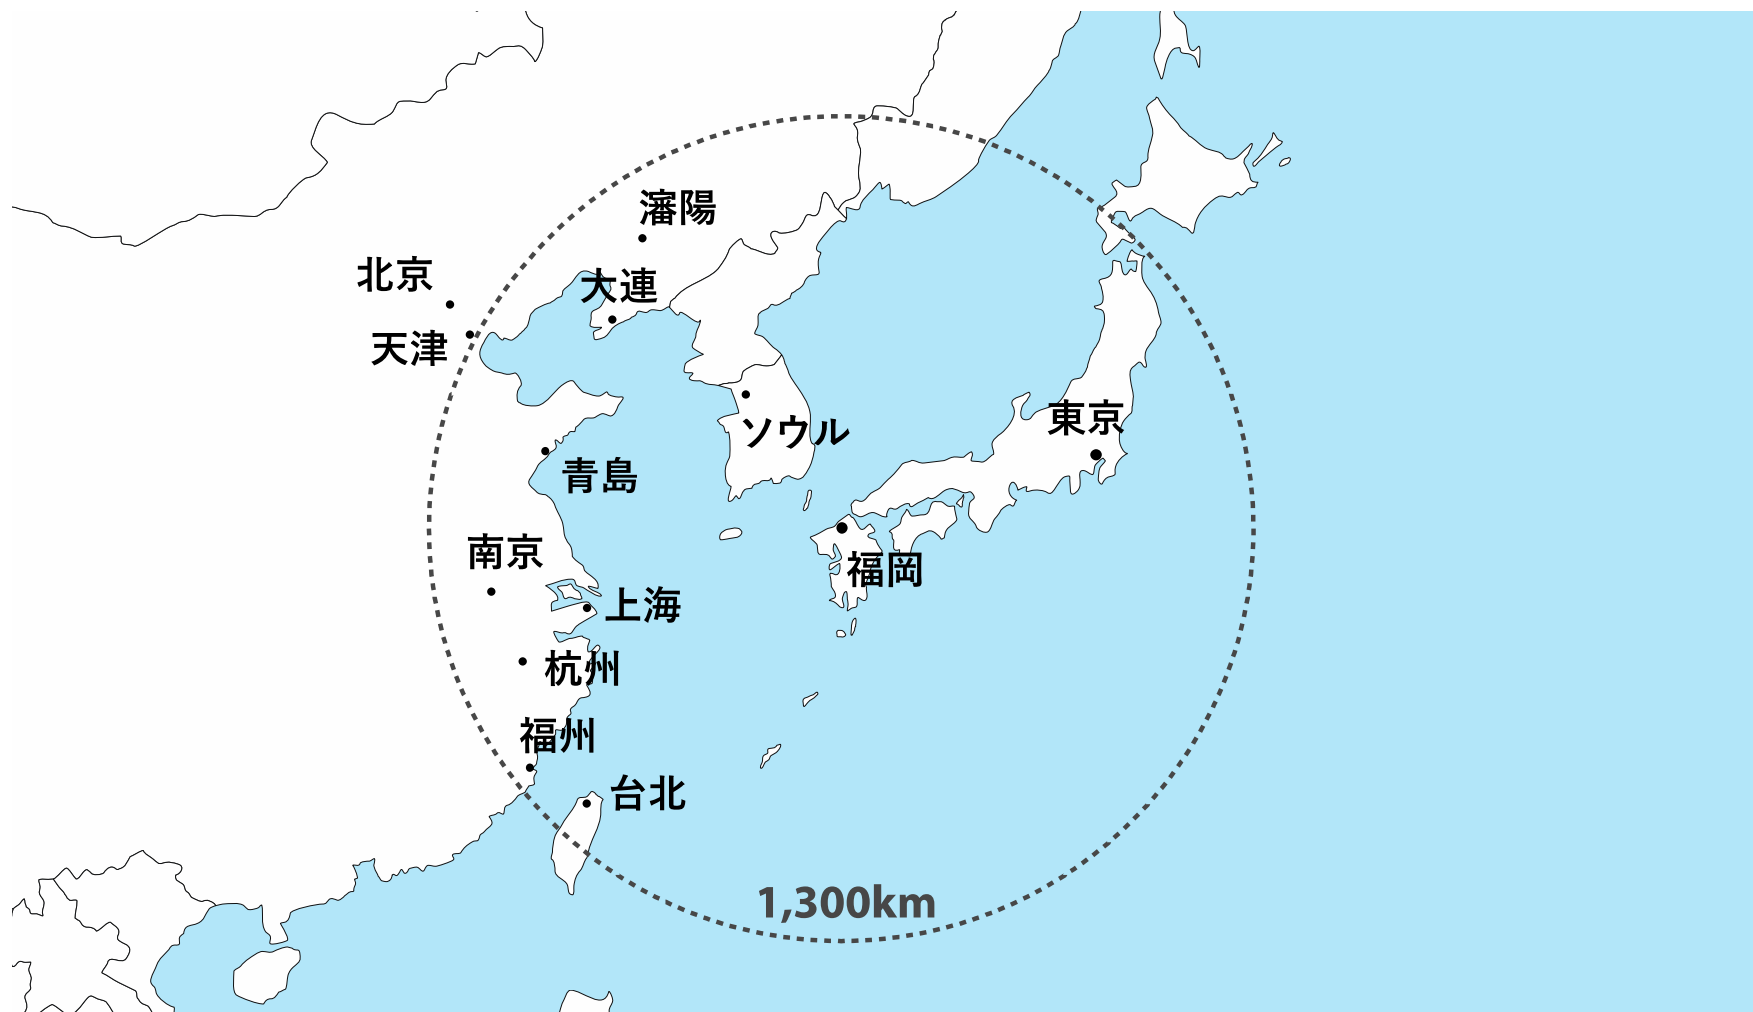 瀋陽
北京
大連
天津
東京
ソウル
青島
南京
福岡
上海
杭州
福州
台北
1,300km